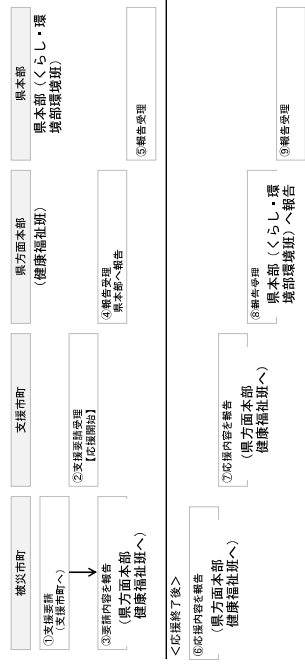 被災市町
支援市町
県方面本部
(健康福祉班)
県本部
県本部(くらし・環
境部環境班)
①支援要請
(支援市町へ)
②支援要請受理
【応援開始】
③要請内容を報告
(県方面本部
健康福祉班へ)
④報告受理
県本部へ報告
⑤報告受理
<応援終了後>
⑥応援内容を報告
(県方面本部
健康福祉班へ)
⑦応援内容を報告
(県方面本部
健康福祉班へ)
⑧報告受理
県本部(くらし・環
境部環境班)へ報告
⑨報告受理